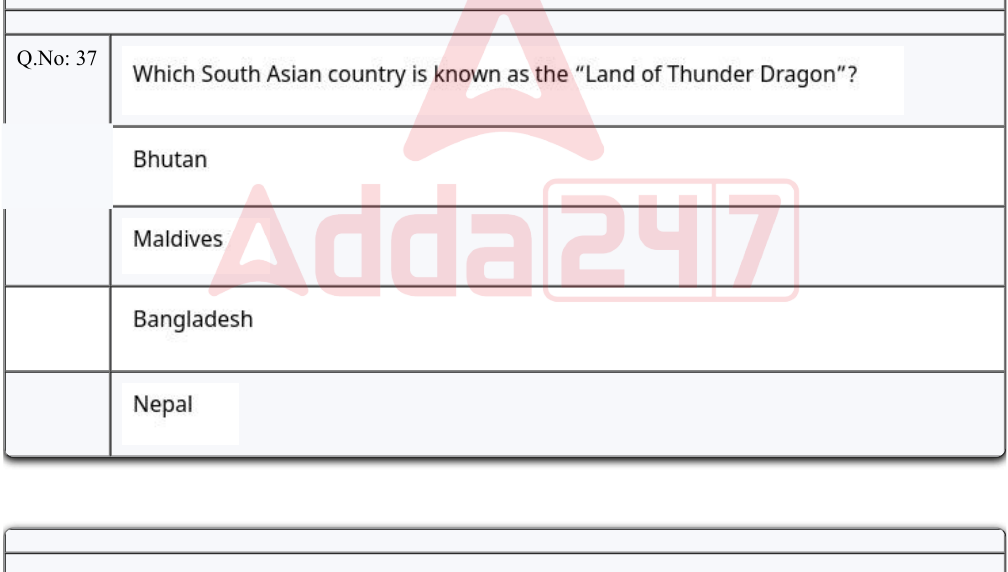 Q.No: 37
Which South Asian country is known as the “Land of Thunder Dragon”?
Bhutan
Maldives
Adda247
Bangladesh
Nepal